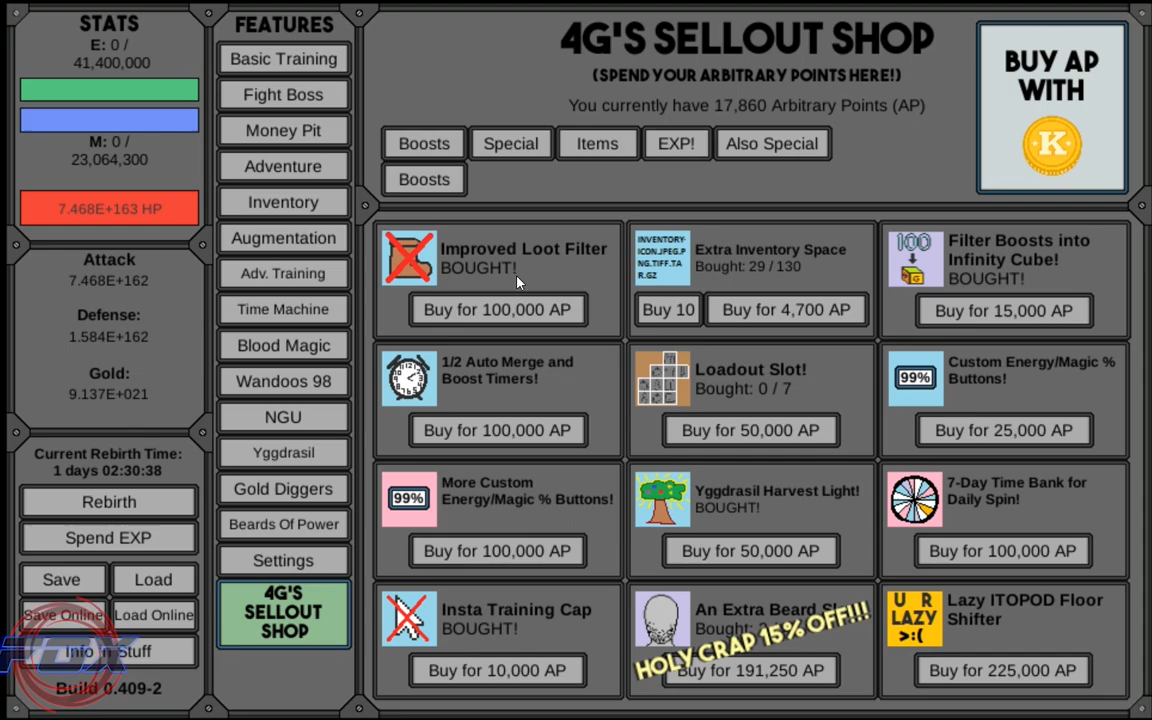 STATS
E: 0 /
41,400,000
M: 0 /
23,064,300
7.468E+163 HP
Attack
7.468E+162
Defense:
1.584E+162
Gold:
9.137E+021
Current Rebirth Time:
1 days 02:30:38
Rebirth
Spend EXP
Save
Load
Save Online
Load Online
Info n Stuff
Build 0.409-2
FEATURES
Basic Training
Fight Boss
Money Pit
Adventure
Inventory
Augmentation
Adv. Training
Time Machine
Blood Magic
Wandoos 98
NGU
Yggdrasil
Gold Diggers
Beards Of Power
Settings
4G'S
SELLOUT
SHOP
4G'S SELLOUT SHOP
(SPEND YOUR ARBITRARY POINTS HERE!)
You currently have 17,860 Arbitrary Points (AP)
Boosts
Special
Items
EXP!
Also Special
Boosts
BUY AP
WITH
K
Improved Loot Filter
BOUGHT!
Buy for 100,000 AP
INVENTORY-
ICON.JPEG.P
NG.TIFF.TA
R.GZ
Extra Inventory Space
Bought: 29 / 130
Buy 10
Buy for 4,700 AP
100
Filter Boosts into
Infinity Cube!
BOUGHT!
Buy for 15,000 AP
1/2 Auto Merge and
Boost Timers!
Buy for 100,000 AP
Loadout Slot!
Bought: 0 / 7
Buy for 50,000 AP
99%
Custom Energy/Magic %
Buttons!
Buy for 25,000 AP
99%
More Custom
Energy/Magic % Buttons!
Buy for 100,000 AP
Yggdrasil Harvest Light!
BOUGHT!
Buy for 50,000 AP
7-Day Time Bank for
Daily Spin!
Buy for 100,000 AP
Insta Training Cap
BOUGHT!
Buy for 10,000 AP
An Extra Beard
Bought:
HOLY CRAP 15% OFF!!!
Buy for 191,250 AP
U R
LAZY
>:(
Lazy ITOPOD Floor
Shifter
Buy for 225,000 AP